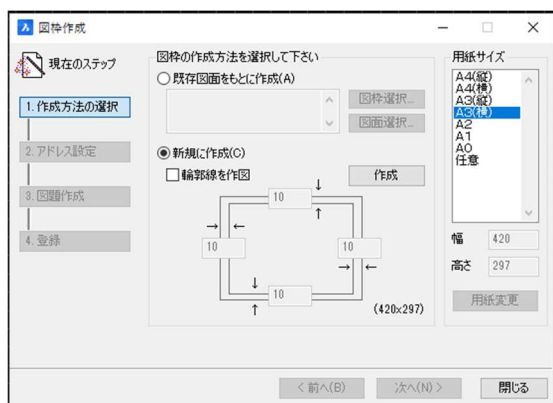 図枠作成
現在のステップ
1. 作成方法の選択
2. アドレス設定
3. 図題作成
4. 登録
図枠の作成方法を選択して下さい
既存図面をもとに作成(A)
図枠選択...
図面選択...
新規に作成(C)
輪郭線を作図
作成
10
10
10
10
(420x297)
用紙サイズ
A4(縦)
A4(横)
A3(縦)
A3(横)
A2
A1
A0
任意
幅 420
高さ 297
用紙変更
< 前へ(B)
次へ(N) >
閉じる